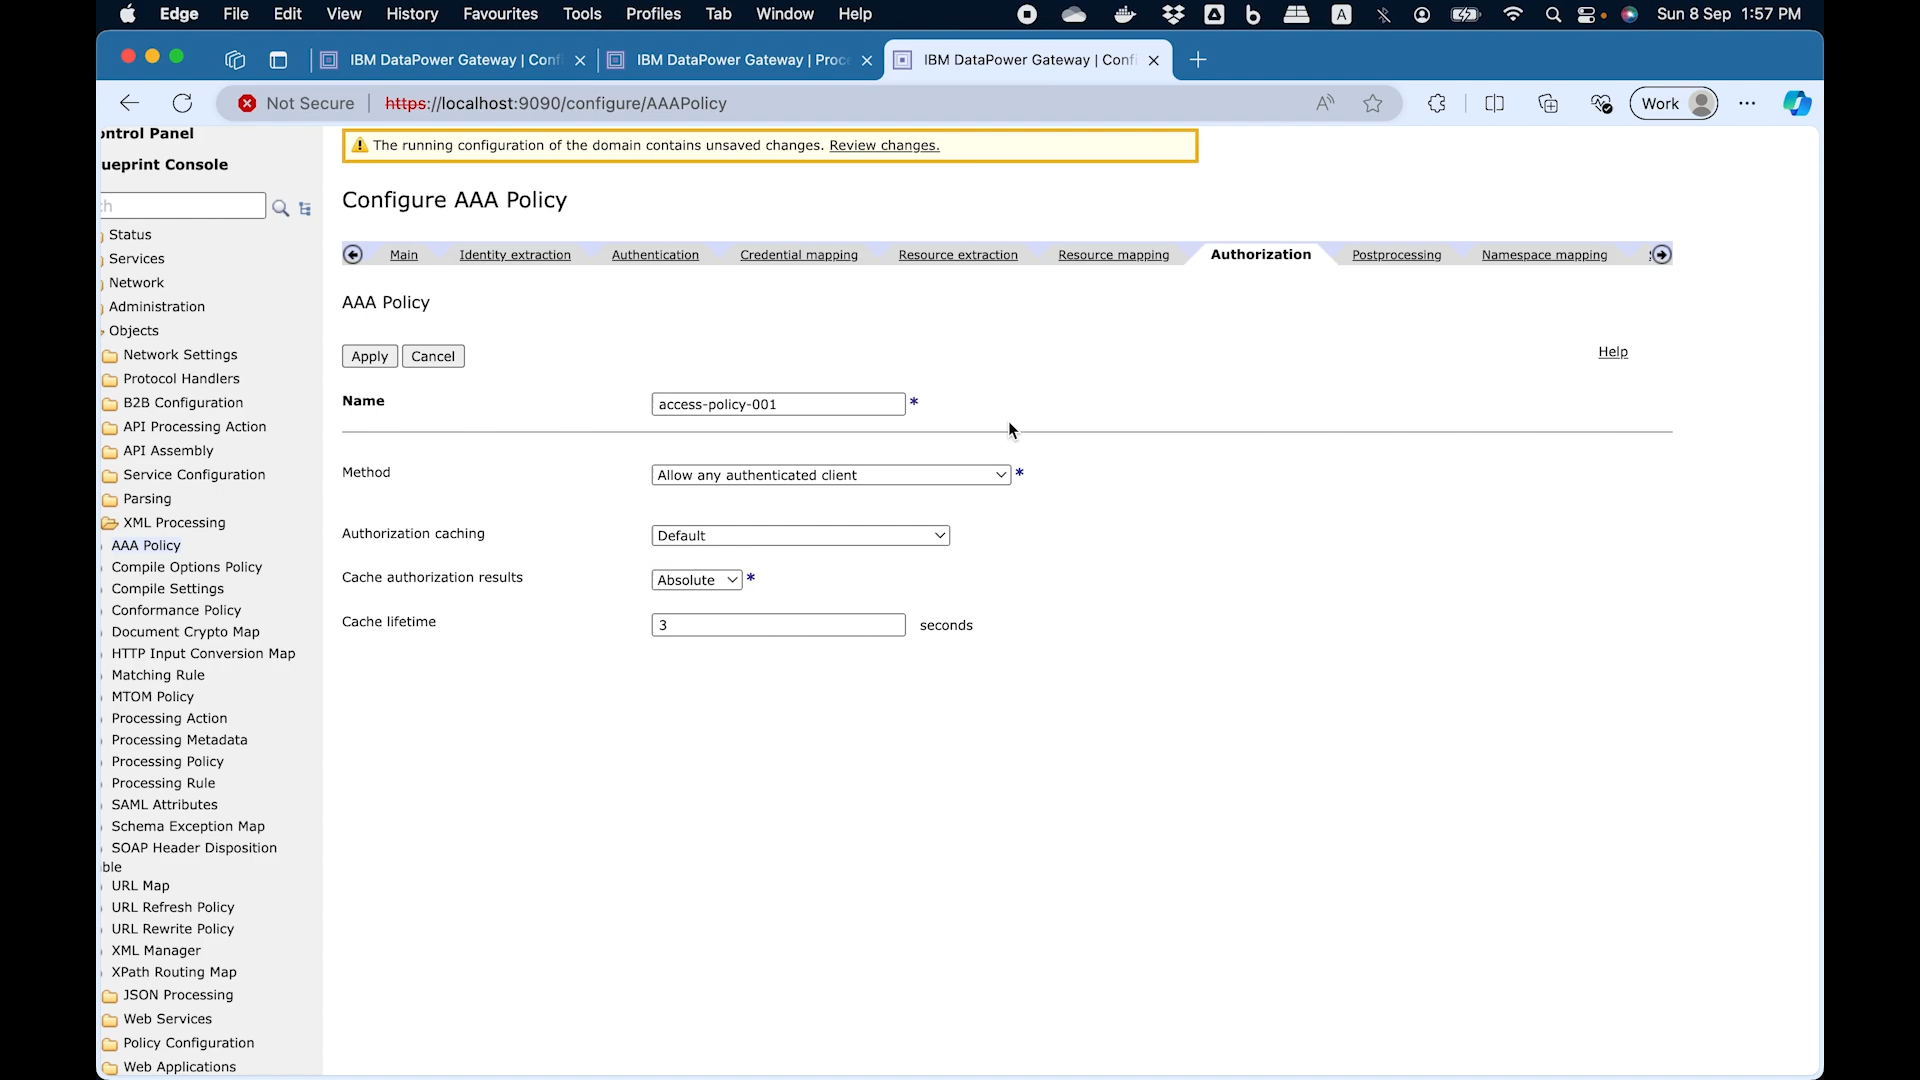 Edge File Edit View History Favourites Tools Profiles Tab Window Help A Sun 8 Sep 1:57 PM
IBM DataPower Gateway | Conf IBM DataPower Gateway | Proc IBM DataPower Gateway | Confi
Not Secure https://localhost:9090/configure/AAAPolicy Work
ontrol Panel
ueprint Console
h
Status
Services
Network
Administration
Objects
Network Settings
Protocol Handlers
B2B Configuration
API Processing Action
API Assembly
Service Configuration
Parsing
XML Processing
AAA Policy
Compile Options Policy
Compile Settings
Conformance Policy
Document Crypto Map
HTTP Input Conversion Map
Matching Rule
MTOM Policy
Processing Action
Processing Metadata
Processing Policy
Processing Rule
SAML Attributes
Schema Exception Map
SOAP Header Disposition
ble
URL Map
URL Refresh Policy
URL Rewrite Policy
XML Manager
XPath Routing Map
JSON Processing
Web Services
Policy Configuration
Web Applications
The running configuration of the domain contains unsaved changes. Review changes.
Configure AAA Policy
Main Identity extraction Authentication Credential mapping Resource extraction Resource mapping Authorization Postprocessing Namespace mapping
AAA Policy
Apply Cancel Help
Name access-policy-001 *
Method Allow any authenticated client *
Authorization caching Default
Cache authorization results Absolute *
Cache lifetime 3 seconds